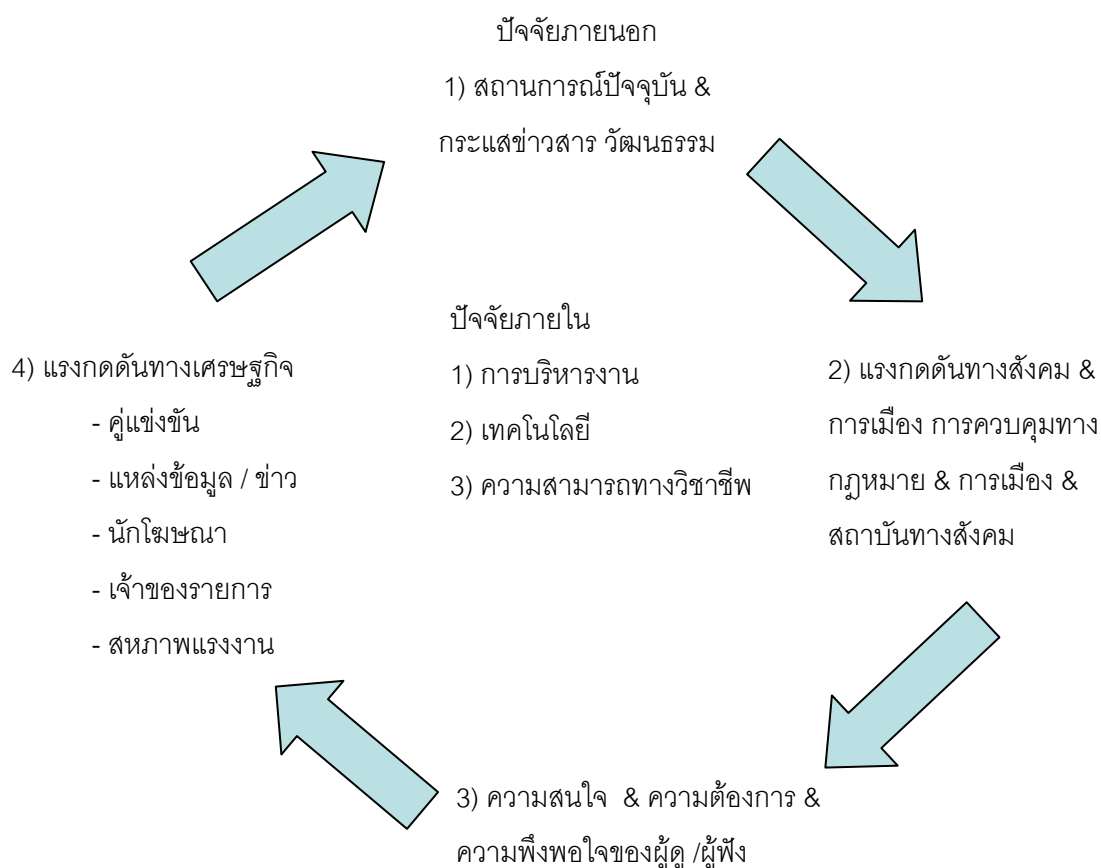 ปัจจัยภายนอก
1) สถานการณ์ปัจจุบัน &
กระแสข่าวสาร วัฒนธรรม
ปัจจัยภายใน
1) การบริหารงาน
2) เทคโนโลยี
3) ความสามารถทางวิชาชีพ
2) แรงกดดันทางสังคม &
การเมือง การควบคุมทาง
กฎหมาย & การเมือง &
สถาบันทางสังคม
3) ความสนใจ & ความต้องการ &
ความพึงพอใจของผู้ดู /ผู้ฟัง
4) แรงกดดันทางเศรษฐกิจ
- คู่แข่งขัน
- แหล่งข้อมูล / ข่าว
- นักโฆษณา
- เจ้าของรายการ
- สหภาพแรงงาน